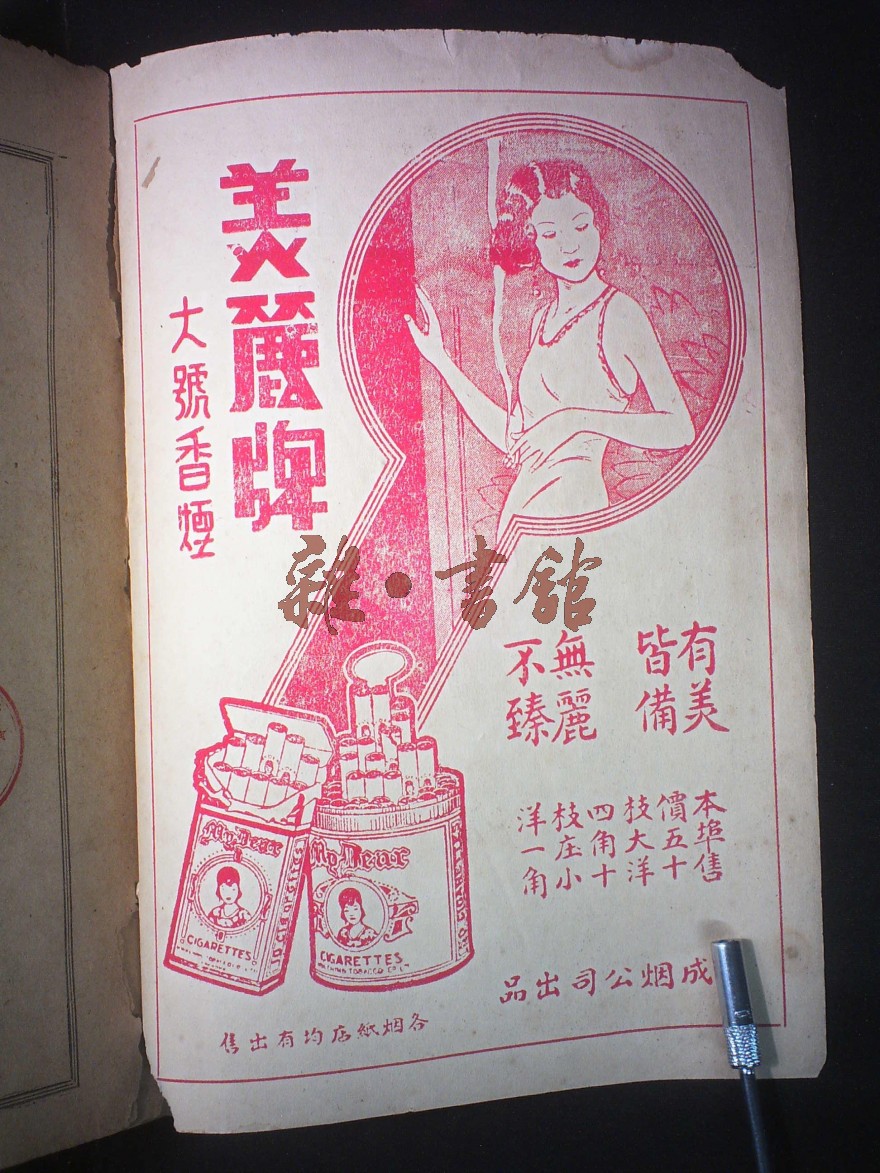 美麗牌
大號香煙
有美
皆備
無麗
不臻
本埠售
價五十
枝大洋
四角十
枝庄小
洋一角
成烟公司出品
各烟紙店均有出售
My Dear
CIGARETTES
My Dear
10
CIGARETTES
雜·書館